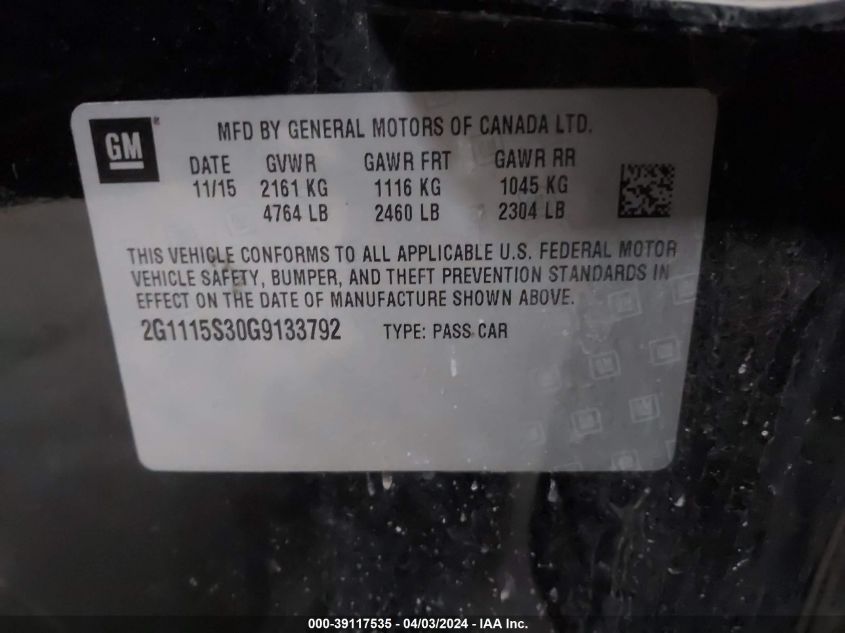 GM
MFD BY GENERAL MOTORS OF CANADA LTD.
DATE GVWR GAWR FRT GAWR RR
11/15 2161 KG 1116 KG 1045 KG
4764 LB 2460 LB 2304 LB
THIS VEHICLE CONFORMS TO ALL APPLICABLE U.S. FEDERAL MOTOR
VEHICLE SAFETY, BUMPER, AND THEFT PREVENTION STANDARDS IN
EFFECT ON THE DATE OF MANUFACTURE SHOWN ABOVE.
2G1115S30G9133792 TYPE: PASS CAR
000-39117535 - 04/03/2024 - IAA Inc.